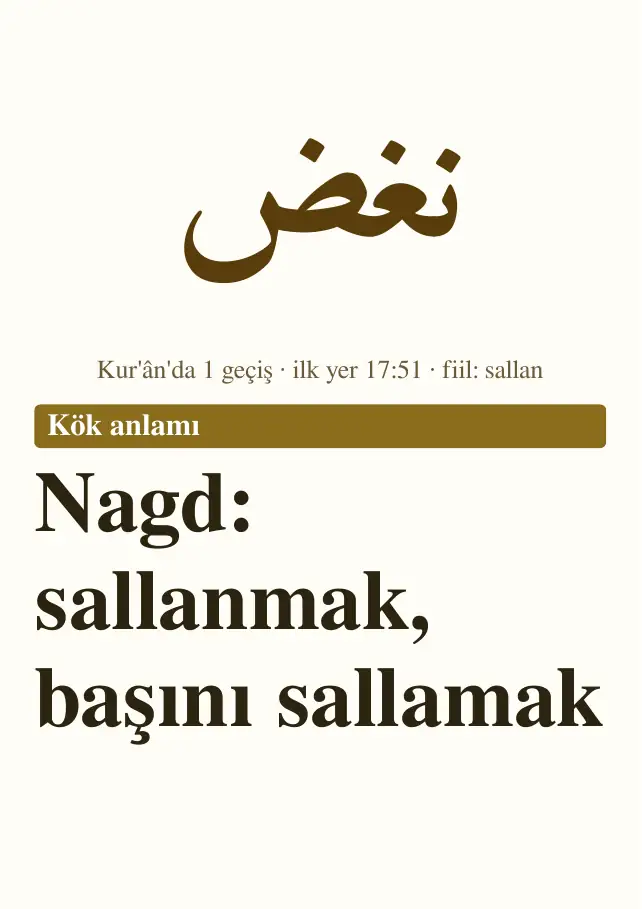 نغض
Kur'ân'da 1 geçiş · ilk yer 17:51 · fiil: sallan
Kök anlamı
Nagd:
sallanmak,
başını sallamak